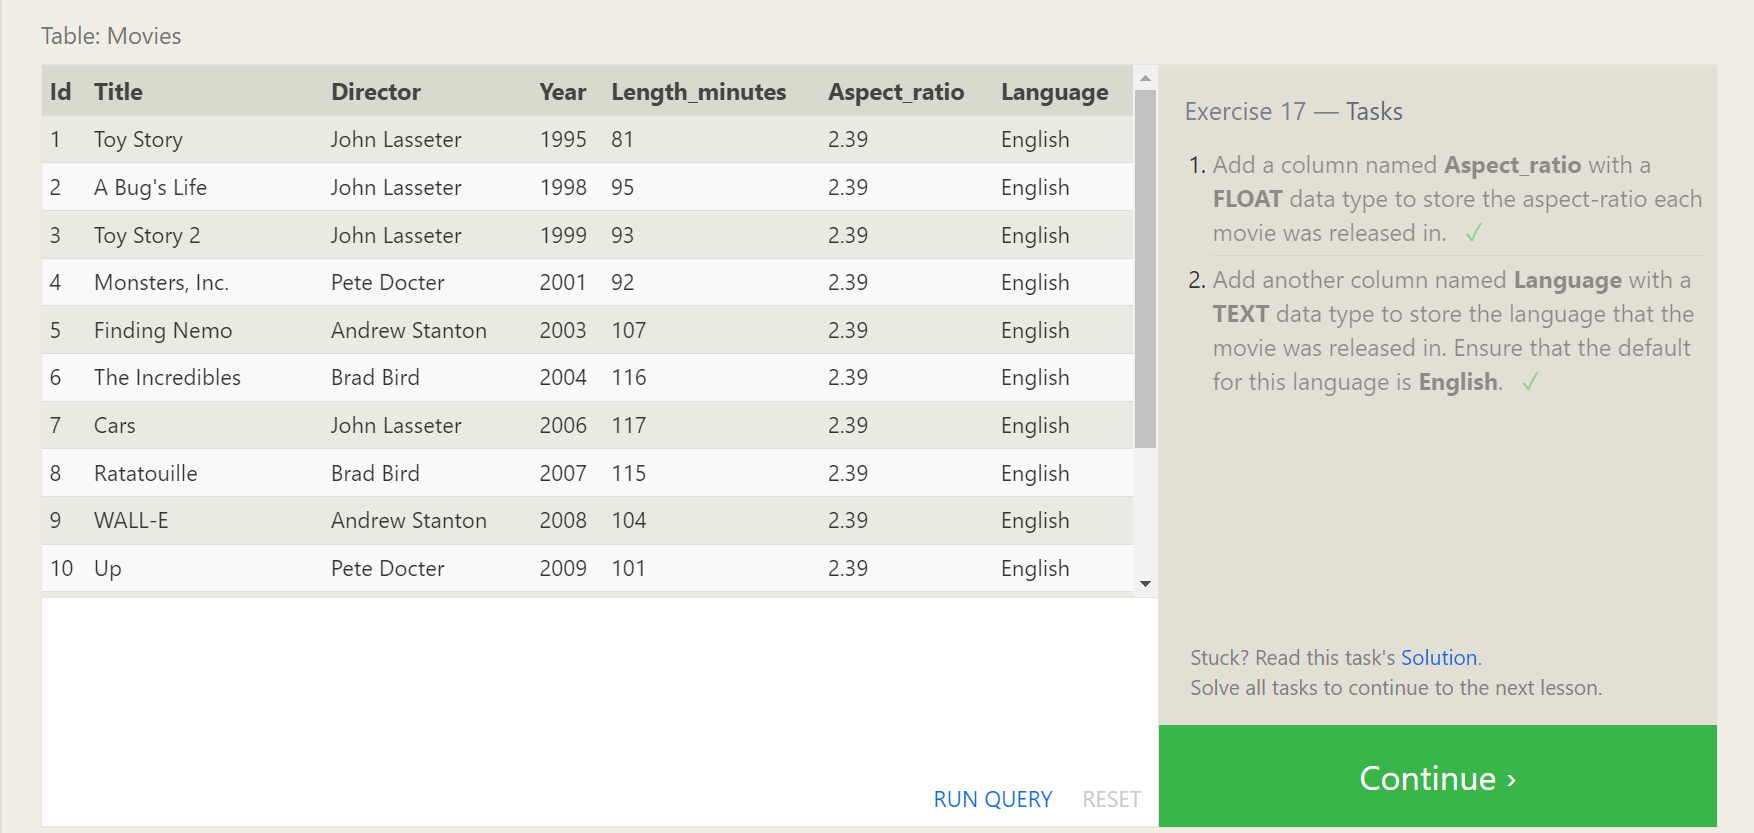 Table: Movies
Id Title Director Year Length_minutes Aspect_ratio Language
1 Toy Story John Lasseter 1995 81 2.39 English
2 A Bug's Life John Lasseter 1998 95 2.39 English
3 Toy Story 2 John Lasseter 1999 93 2.39 English
4 Monsters, Inc. Pete Docter 2001 92 2.39 English
5 Finding Nemo Andrew Stanton 2003 107 2.39 English
6 The Incredibles Brad Bird 2004 116 2.39 English
7 Cars John Lasseter 2006 117 2.39 English
8 Ratatouille Brad Bird 2007 115 2.39 English
9 WALL-E Andrew Stanton 2008 104 2.39 English
10 Up Pete Docter 2009 101 2.39 English
RUN QUERY RESET
Exercise 17 — Tasks
1. Add a column named Aspect_ratio with a
FLOAT data type to store the aspect-ratio each
movie was released in. ✓
2. Add another column named Language with a
TEXT data type to store the language that the
movie was released in. Ensure that the default
for this language is English. ✓
Stuck? Read this task's Solution.
Solve all tasks to continue to the next lesson.
Continue ›